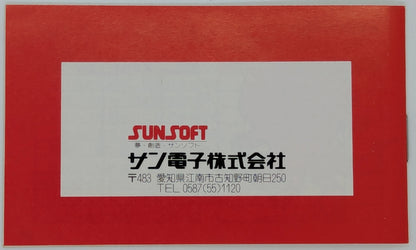 SUNSOFT
夢・創造・サンソフト
サン電子株式会社
〒483 愛知県江南市古知野町朝日250
TEL 0587(55)1120